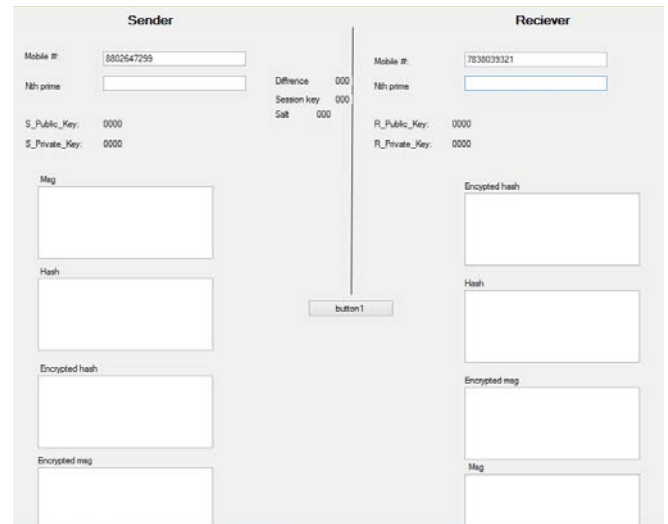 Sender
Mobile #: 8802647299
Nth prime
S_Public_Key: 0000
S_Private_Key: 0000
Msg
Hash
Encrypted hash
Encrypted msg
Diffrence 000
Session key 000
Salt 000
button1
Reciever
Mobile #: 7838039321
Nth prime
R_Public_Key: 0000
R_Private_Key: 0000
Encypted hash
Hash
Encrypted msg
Msg